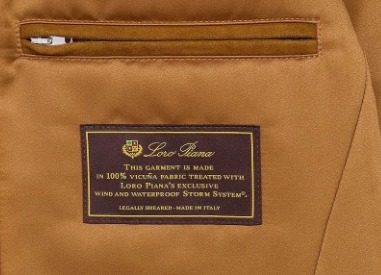 Loro Piana
THIS GARMENT IS MADE
IN 100% VICUÑA FABRIC TREATED WITH
LORO PIANA'S EXCLUSIVE
WIND AND WATERPROOF STORM SYSTEM®.
LEGALLY SHEARED - MADE IN ITALY